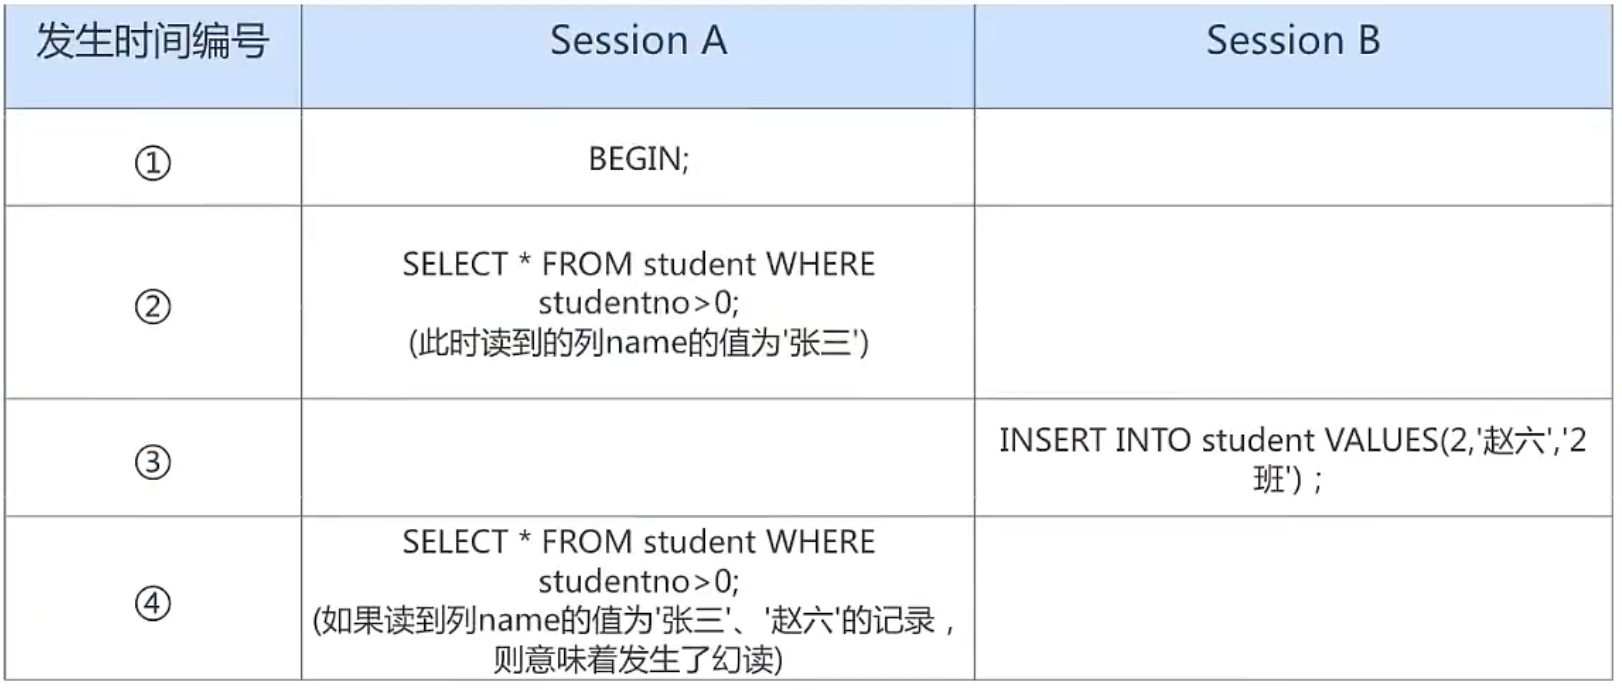 发生时间编号
Session A
Session B
①
BEGIN;
②
SELECT * FROM student WHERE
studentno>0;
(此时读到的列name的值为'张三')
③
INSERT INTO student VALUES(2,'赵六','2
班')；
④
SELECT * FROM student WHERE
studentno>0;
(如果读到列name的值为'张三'、'赵六'的记录，
则意味着发生了幻读)